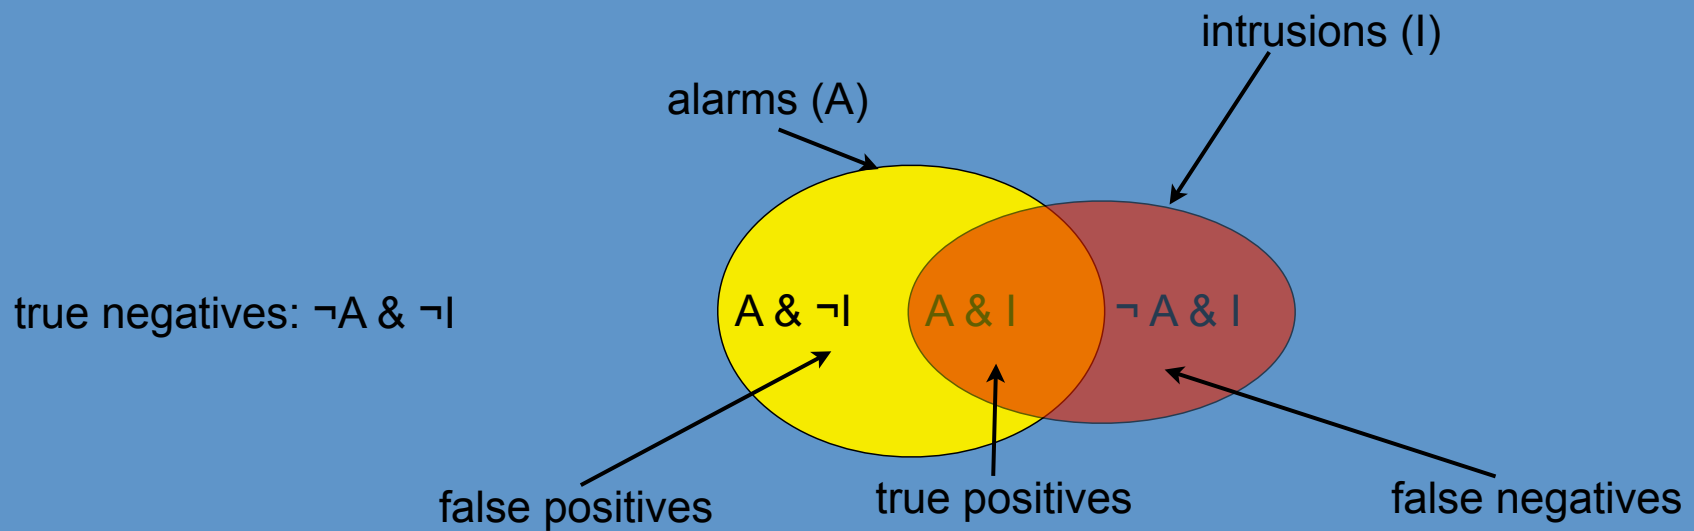 intrusions (I)
alarms (A)
true negatives: ¬A & ¬I
A & ¬I
A & I
¬ A & I
false positives
true positives
false negatives